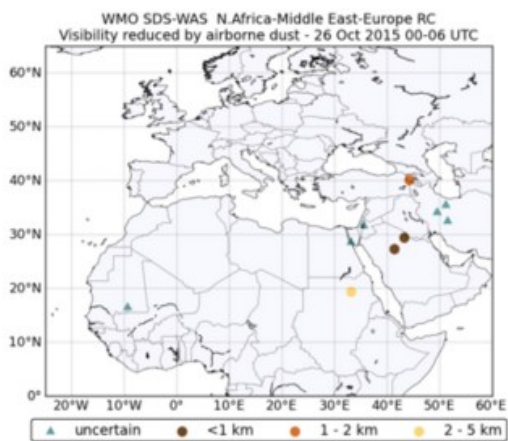 WMO SDS-WAS N.Africa-Middle East-Europe RC
Visibility reduced by airborne dust - 26 Oct 2015 00-06 UTC
60°N
50°N
40°N
30°N
20°N
10°N
0°
20°W 10°W 0° 10°E 20°E 30°E 40°E 50°E 60°E
uncertain <1 km 1 - 2 km 2 - 5 km